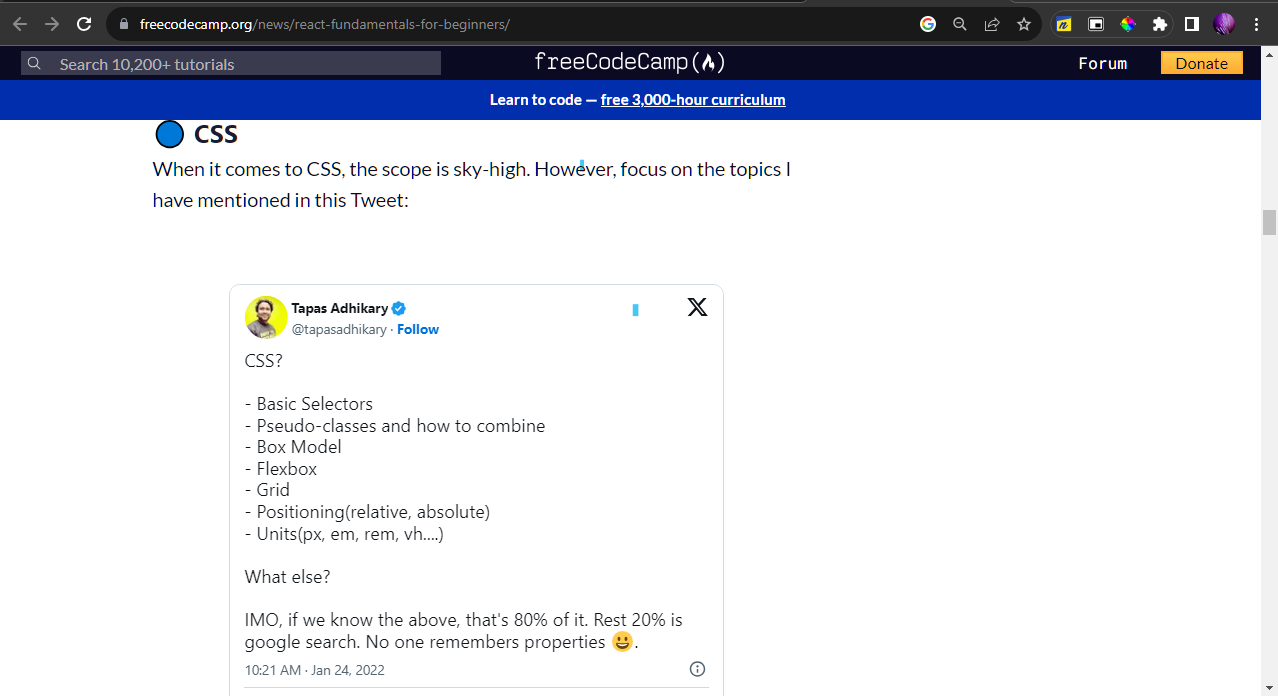 freecodecamp.org/news/react-fundamentals-for-beginners/
Search 10,200+ tutorials
freeCodeCamp
Forum
Donate
Learn to code — free 3,000-hour curriculum
CSS
When it comes to CSS, the scope is sky-high. However, focus on the topics I
have mentioned in this Tweet:
Tapas Adhikary
@tapasadhikary · Follow
CSS?
- Basic Selectors
- Pseudo-classes and how to combine
- Box Model
- Flexbox
- Grid
- Positioning(relative, absolute)
- Units(px, em, rem, vh....)
What else?
IMO, if we know the above, that's 80% of it. Rest 20% is
google search. No one remembers properties 😀.
10:21 AM · Jan 24, 2022